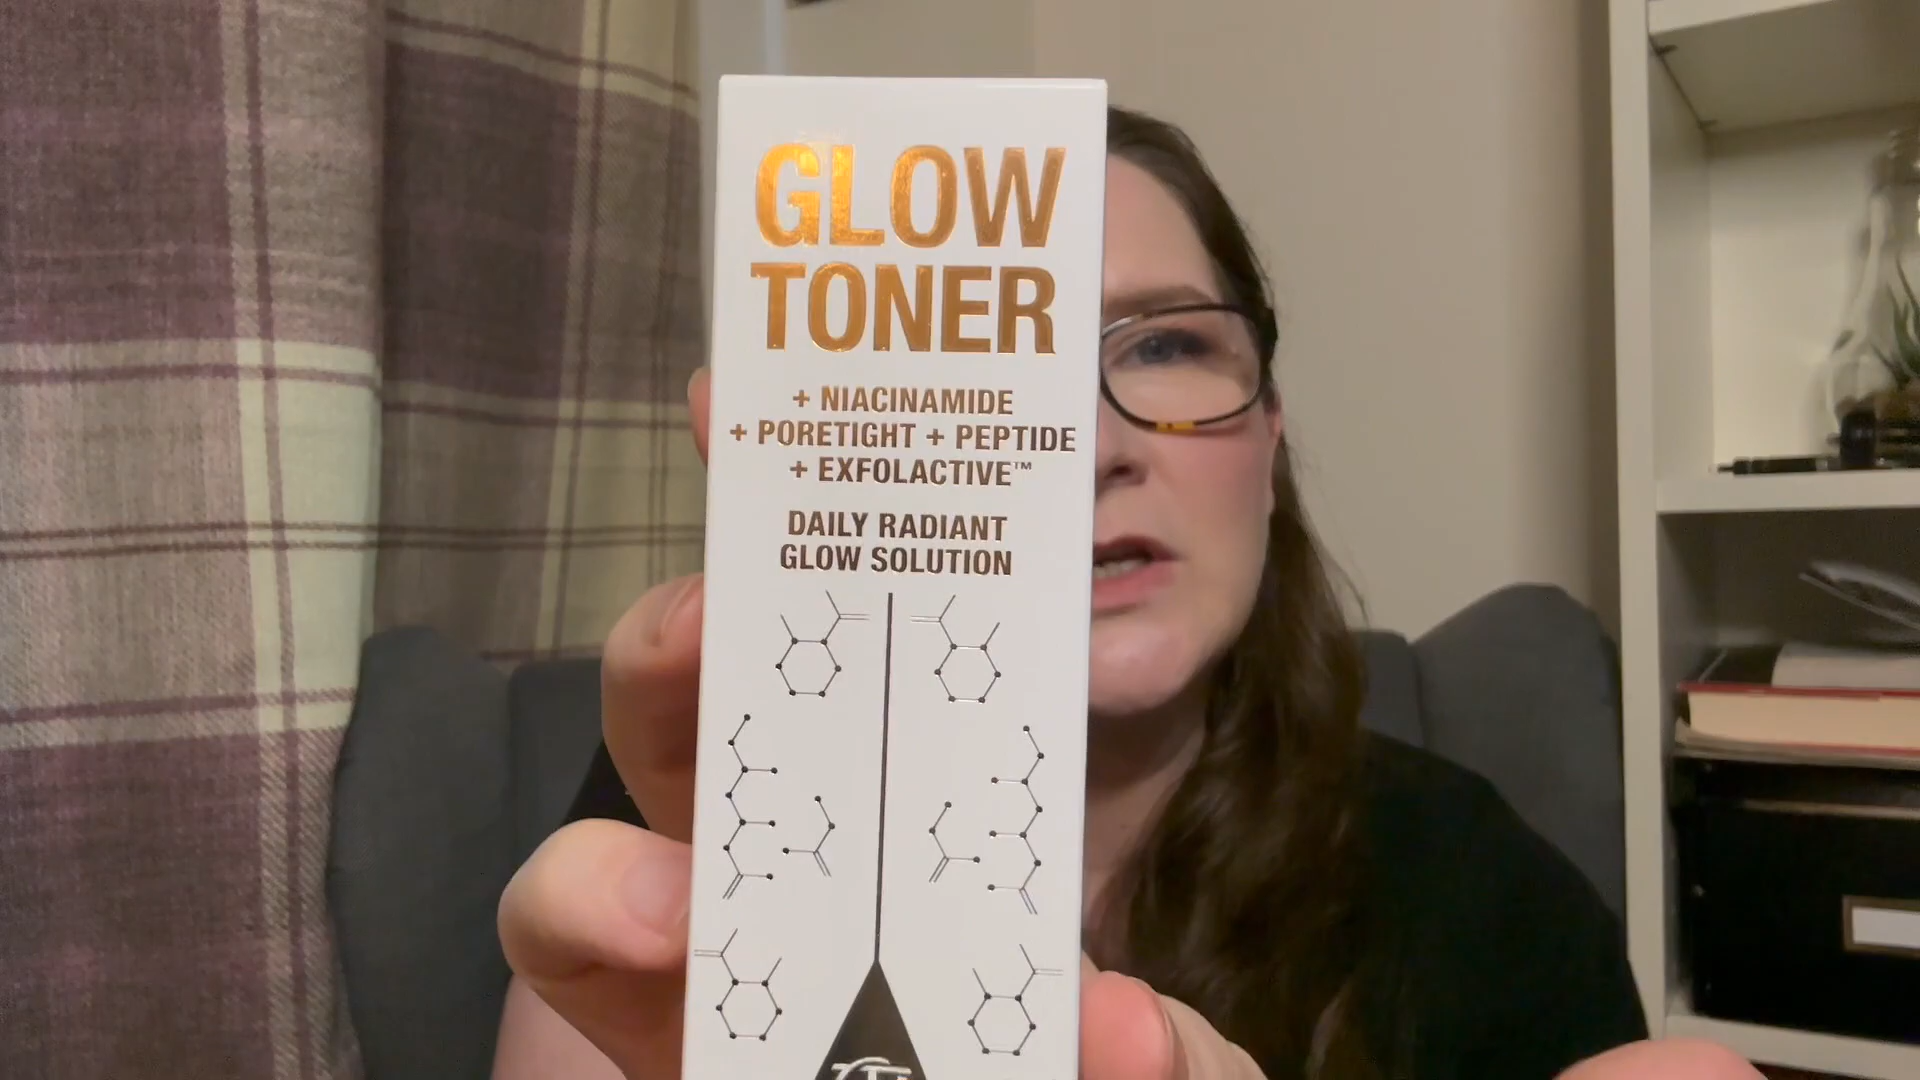 GLOW
TONER
+ NIACINAMIDE
+ PORETIGHT + PEPTIDE
+ EXFOLACTIVE™
DAILY RADIANT
GLOW SOLUTION